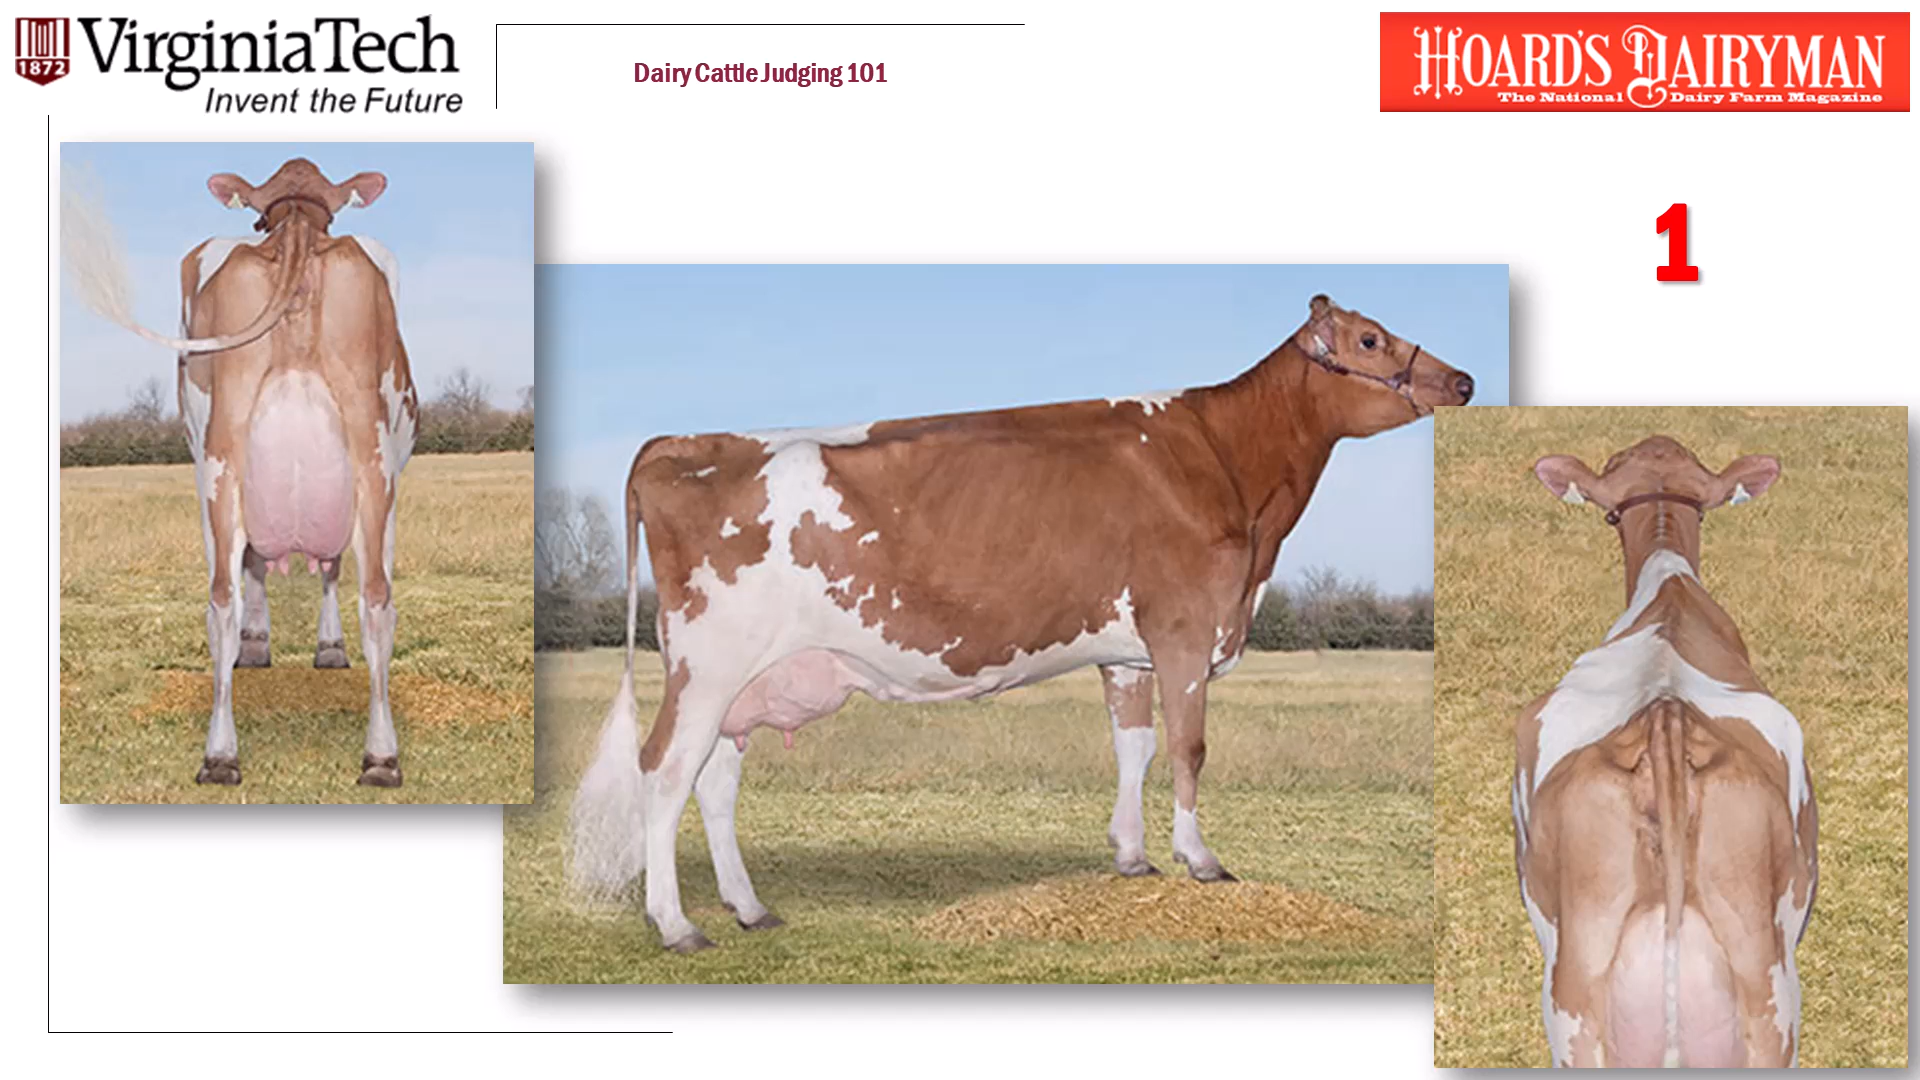 VirginiaTech
1872
Invent the Future
Dairy Cattle Judging 101
HOARD'S DAIRYMAN
The National Dairy Farm Magazine
1